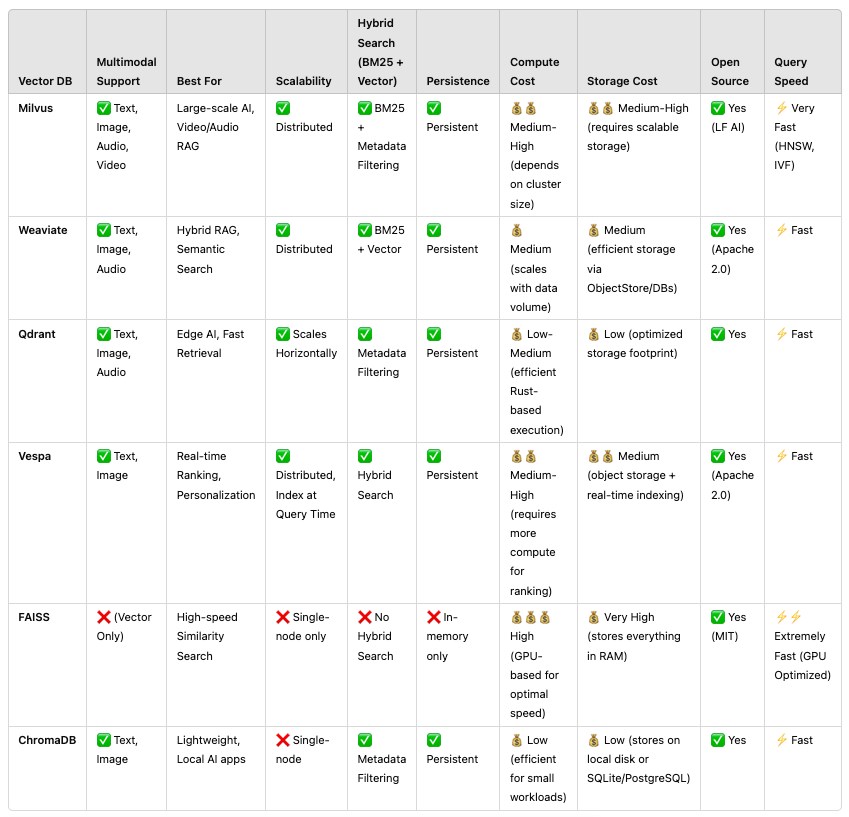 Vector DB
Multimodal
Support
Best For
Scalability
Hybrid
Search
(BM25 +
Vector)
Persistence
Compute
Cost
Storage Cost
Open
Source
Query
Speed
Milvus
✅ Text,
Image,
Audio,
Video
Large-scale AI,
Video/Audio
RAG
✅
Distributed
✅ BM25
+
Metadata
Filtering
✅
Persistent
💰💰
Medium-
High
(depends
on cluster
size)
💰💰 Medium-High
(requires scalable
storage)
✅ Yes
(LF AI)
⚡ Very
Fast
(HNSW,
IVF)
Weaviate
✅ Text,
Image,
Audio
Hybrid RAG,
Semantic
Search
✅
Distributed
✅ BM25
+ Vector
✅
Persistent
💰
Medium
(scales
with data
volume)
💰 Medium
(efficient storage
via
ObjectStore/DBs)
✅ Yes
(Apache
2.0)
⚡ Fast
Qdrant
✅ Text,
Image,
Audio
Edge AI, Fast
Retrieval
✅ Scales
Horizontally
✅
Metadata
Filtering
✅
Persistent
💰 Low-
Medium
(efficient
Rust-
based
execution)
💰 Low (optimized
storage footprint)
✅ Yes
⚡ Fast
Vespa
✅ Text,
Image
Real-time
Ranking,
Personalization
✅
Distributed,
Index at
Query Time
✅
Hybrid
Search
✅
Persistent
💰💰
Medium-
High
(requires
more
compute
for
ranking)
💰💰 Medium
(object storage +
real-time indexing)
✅ Yes
(Apache
2.0)
⚡ Fast
FAISS
❌ (Vector
Only)
High-speed
Similarity
Search
❌ Single-
node only
❌ No
Hybrid
Search
❌ In-
memory
only
💰💰💰
High
(GPU-
based for
optimal
speed)
💰 Very High
(stores everything
in RAM)
✅ Yes
(MIT)
⚡⚡
Extremely
Fast (GPU
Optimized)
ChromaDB
✅ Text,
Image
Lightweight,
Local AI apps
❌ Single-
node
✅
Metadata
Filtering
✅
Persistent
💰 Low
(efficient
for small
workloads)
💰 Low (stores on
local disk or
SQLite/PostgreSQL)
✅ Yes
⚡ Fast